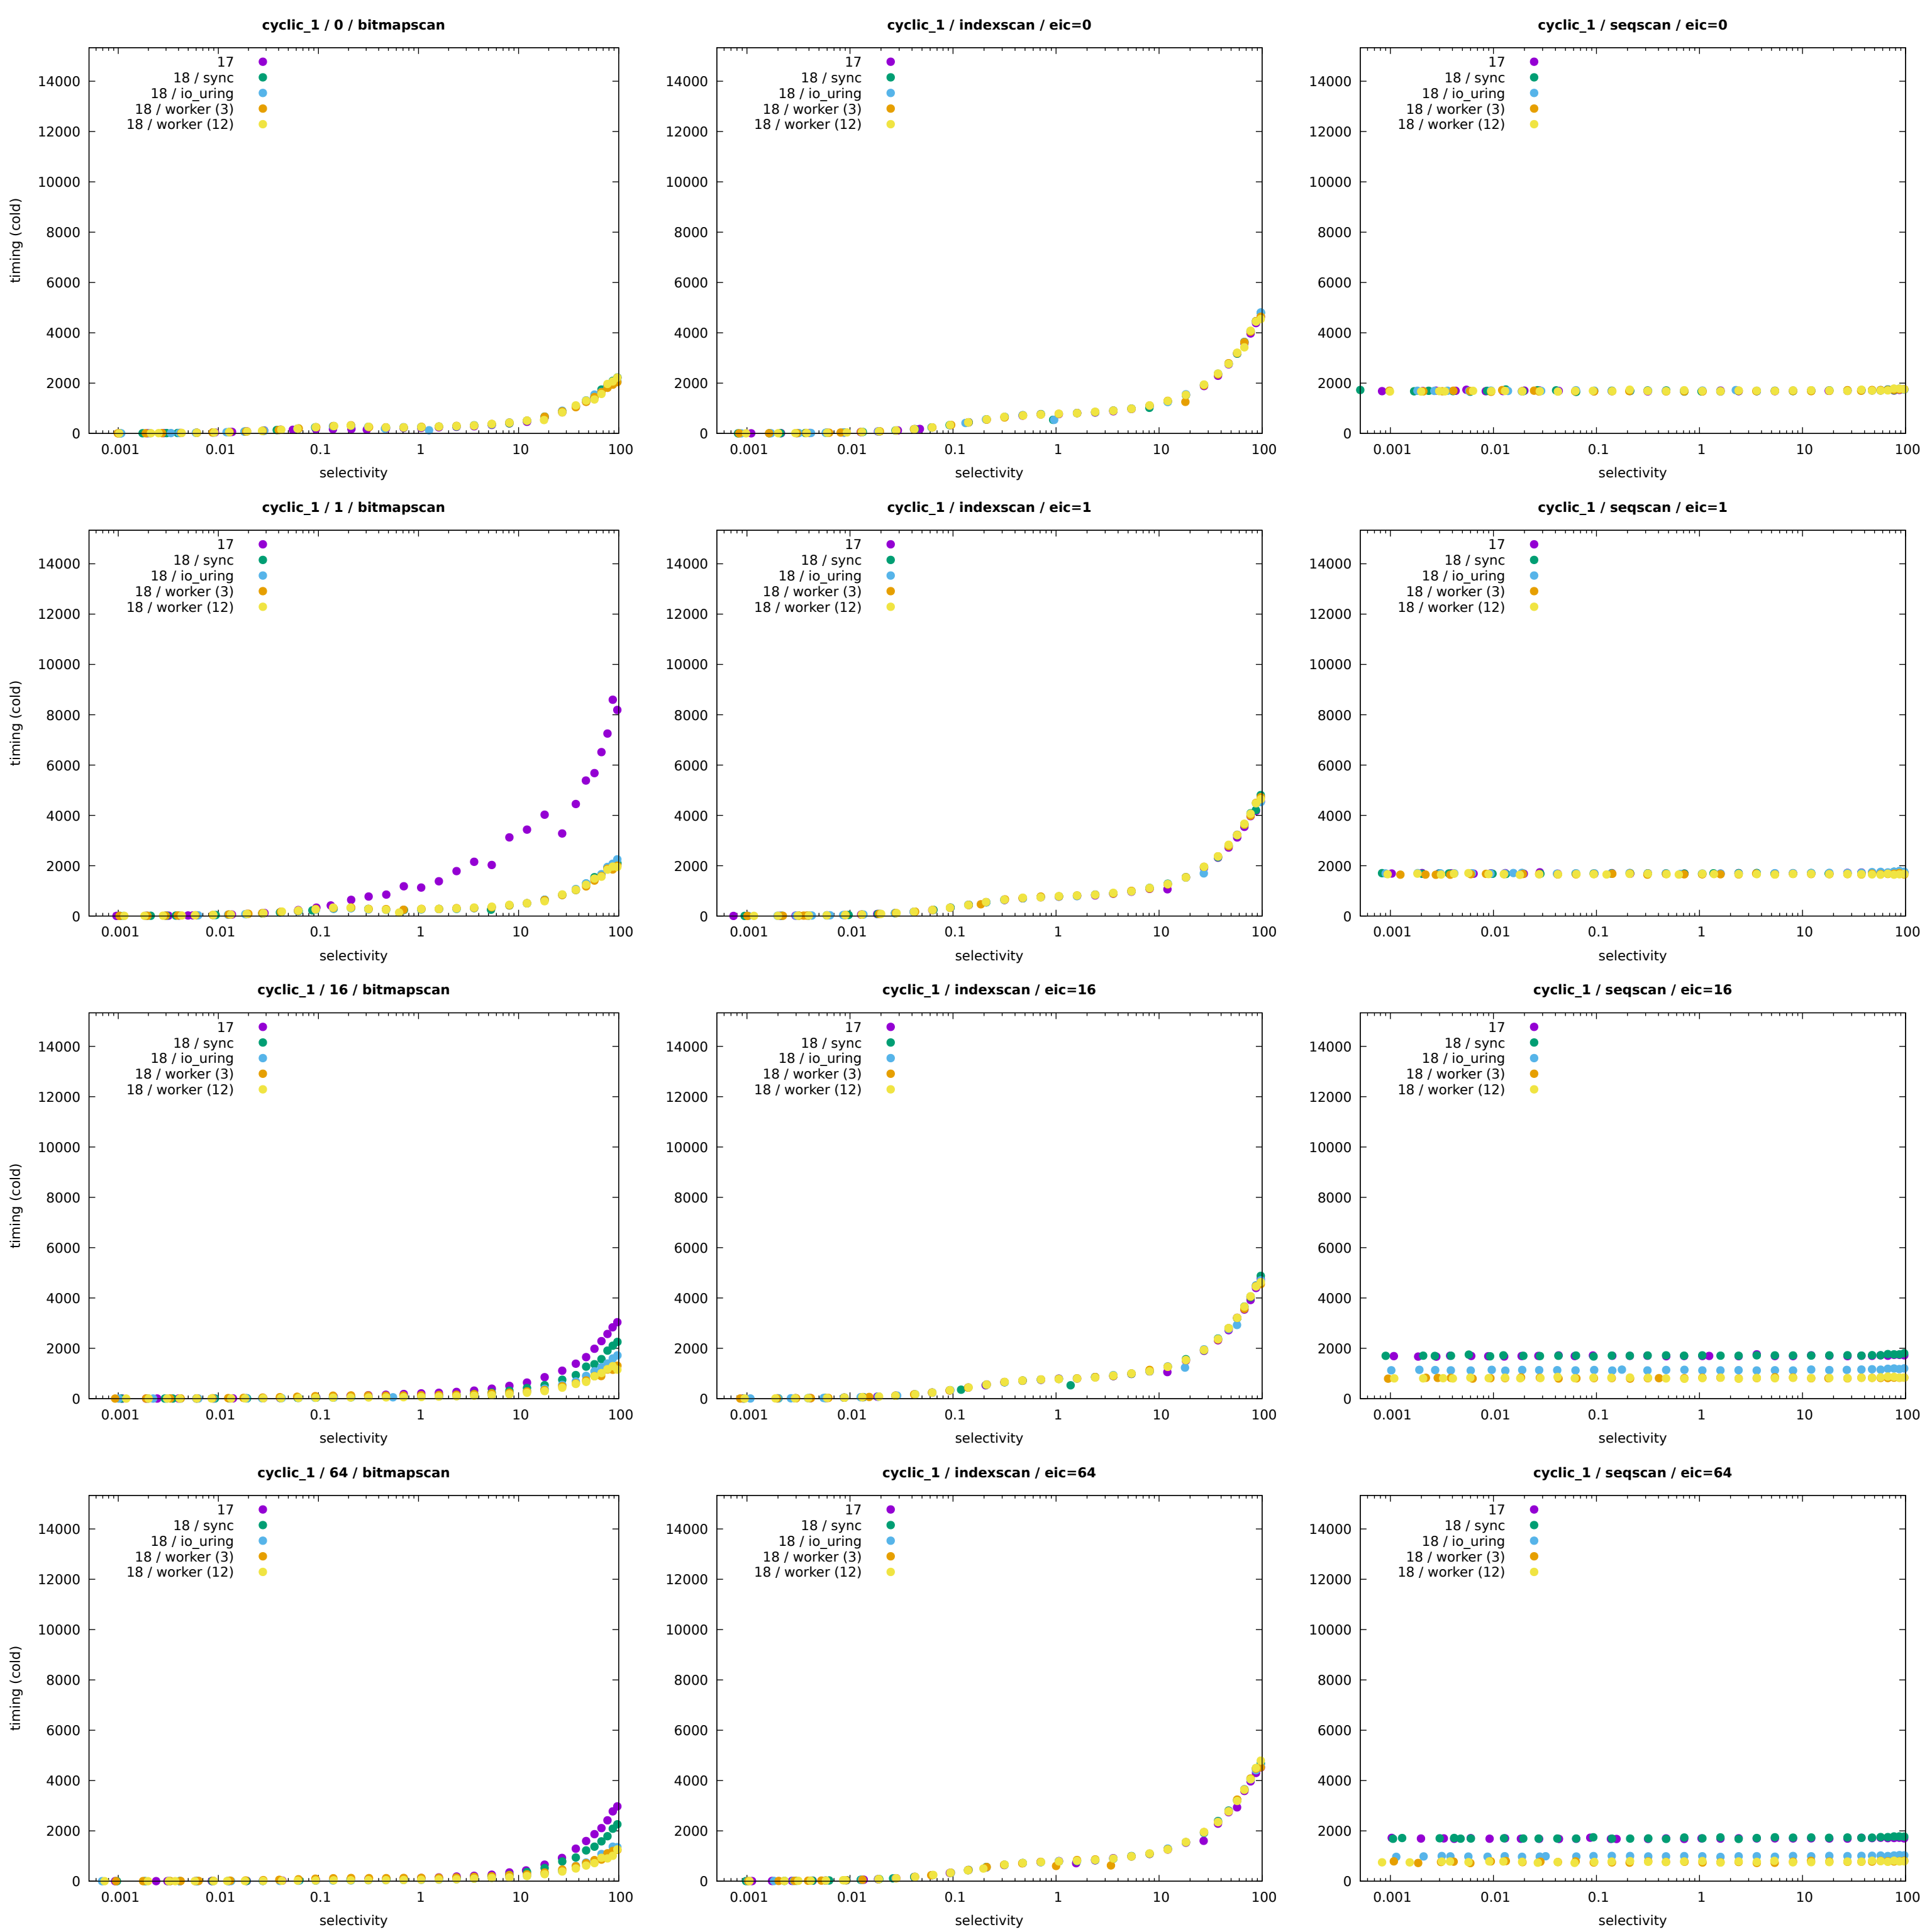 cyclic_1 / 0 / bitmapscan
timing (cold)
14000
12000
10000
8000
6000
4000
2000
0
17
18 / sync
18 / io_uring
18 / worker (3)
18 / worker (12)
0.001 0.01 0.1 1 10 100
selectivity
cyclic_1 / indexscan / eic=0
14000
12000
10000
8000
6000
4000
2000
0
17
18 / sync
18 / io_uring
18 / worker (3)
18 / worker (12)
0.001 0.01 0.1 1 10 100
selectivity
cyclic_1 / seqscan / eic=0
14000
12000
10000
8000
6000
4000
2000
0
17
18 / sync
18 / io_uring
18 / worker (3)
18 / worker (12)
0.001 0.01 0.1 1 10 100
selectivity
cyclic_1 / 1 / bitmapscan
timing (cold)
14000
12000
10000
8000
6000
4000
2000
0
17
18 / sync
18 / io_uring
18 / worker (3)
18 / worker (12)
0.001 0.01 0.1 1 10 100
selectivity
cyclic_1 / indexscan / eic=1
14000
12000
10000
8000
6000
4000
2000
0
17
18 / sync
18 / io_uring
18 / worker (3)
18 / worker (12)
0.001 0.01 0.1 1 10 100
selectivity
cyclic_1 / seqscan / eic=1
14000
12000
10000
8000
6000
4000
2000
0
17
18 / sync
18 / io_uring
18 / worker (3)
18 / worker (12)
0.001 0.01 0.1 1 10 100
selectivity
cyclic_1 / 16 / bitmapscan
timing (cold)
14000
12000
10000
8000
6000
4000
2000
0
17
18 / sync
18 / io_uring
18 / worker (3)
18 / worker (12)
0.001 0.01 0.1 1 10 100
selectivity
cyclic_1 / indexscan / eic=16
14000
12000
10000
8000
6000
4000
2000
0
17
18 / sync
18 / io_uring
18 / worker (3)
18 / worker (12)
0.001 0.01 0.1 1 10 100
selectivity
cyclic_1 / seqscan / eic=16
14000
12000
10000
8000
6000
4000
2000
0
17
18 / sync
18 / io_uring
18 / worker (3)
18 / worker (12)
0.001 0.01 0.1 1 10 100
selectivity
cyclic_1 / 64 / bitmapscan
timing (cold)
14000
12000
10000
8000
6000
4000
2000
0
17
18 / sync
18 / io_uring
18 / worker (3)
18 / worker (12)
0.001 0.01 0.1 1 10 100
selectivity
cyclic_1 / indexscan / eic=64
14000
12000
10000
8000
6000
4000
2000
0
17
18 / sync
18 / io_uring
18 / worker (3)
18 / worker (12)
0.001 0.01 0.1 1 10 100
selectivity
cyclic_1 / seqscan / eic=64
14000
12000
10000
8000
6000
4000
2000
0
17
18 / sync
18 / io_uring
18 / worker (3)
18 / worker (12)
0.001 0.01 0.1 1 10 100
selectivity